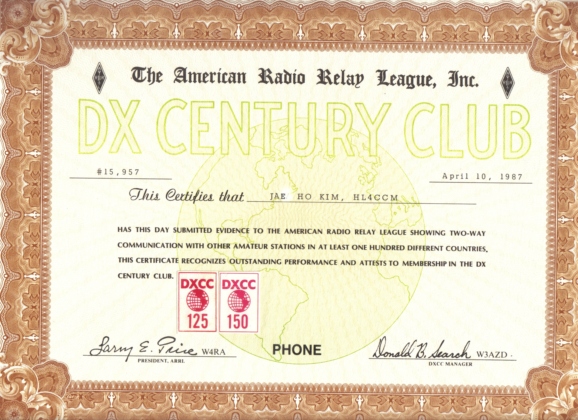 The American Radio Relay League, Inc.
DX CENTURY CLUB
#15,957
April 10, 1987
This Certifies that JAE HO KIM, HL4CCM
HAS THIS DAY SUBMITTED EVIDENCE TO THE AMERICAN RADIO RELAY LEAGUE SHOWING TWO-WAY
COMMUNICATION WITH OTHER AMATEUR STATIONS IN AT LEAST ONE HUNDRED DIFFERENT COUNTRIES.
THIS CERTIFICATE RECOGNIZES OUTSTANDING PERFORMANCE AND ATTESTS TO MEMBERSHIP IN THE DX
CENTURY CLUB.
DXCC
125
DXCC
150
Larry E. Price W4RA
PRESIDENT, ARRL
PHONE
Donald B. Search W3AZD
DXCC MANAGER